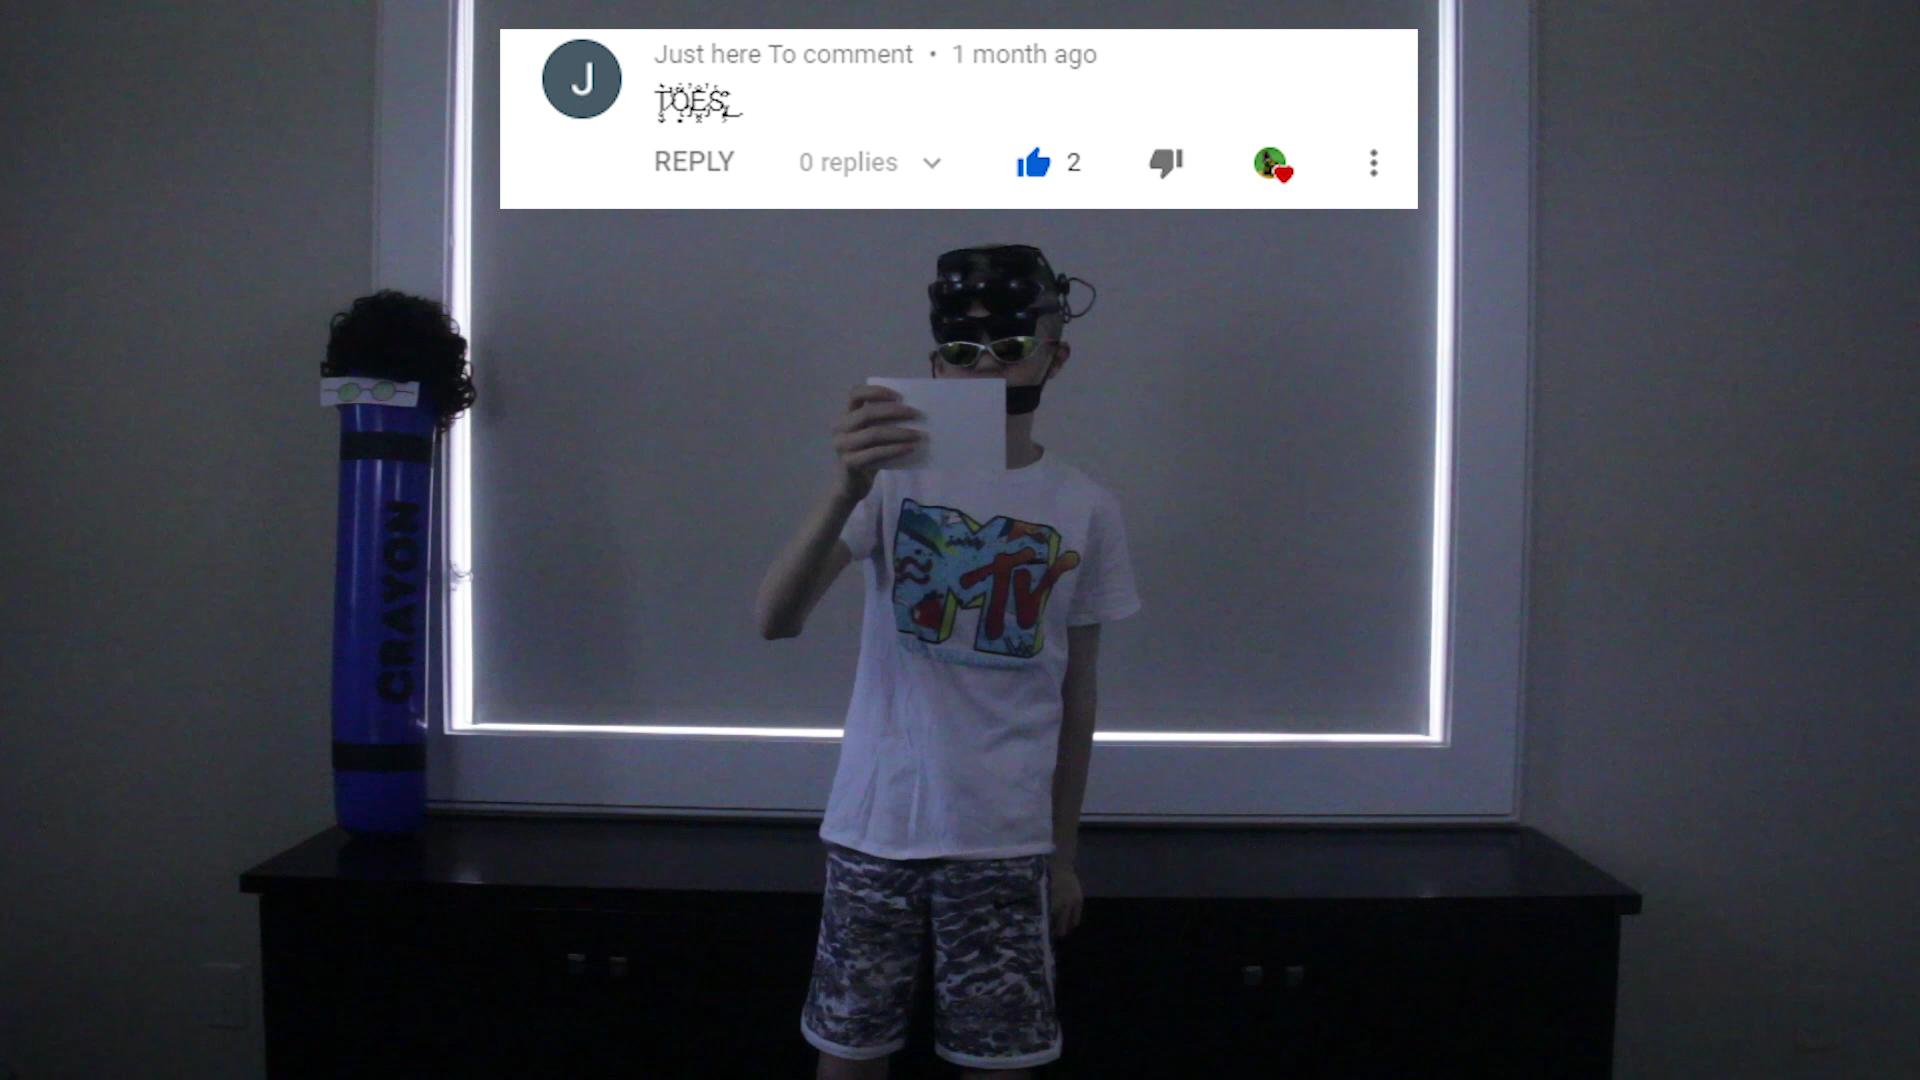 Just here To comment • 1 month ago
TOES
REPLY 0 replies 2
J
CRAYON
MTV